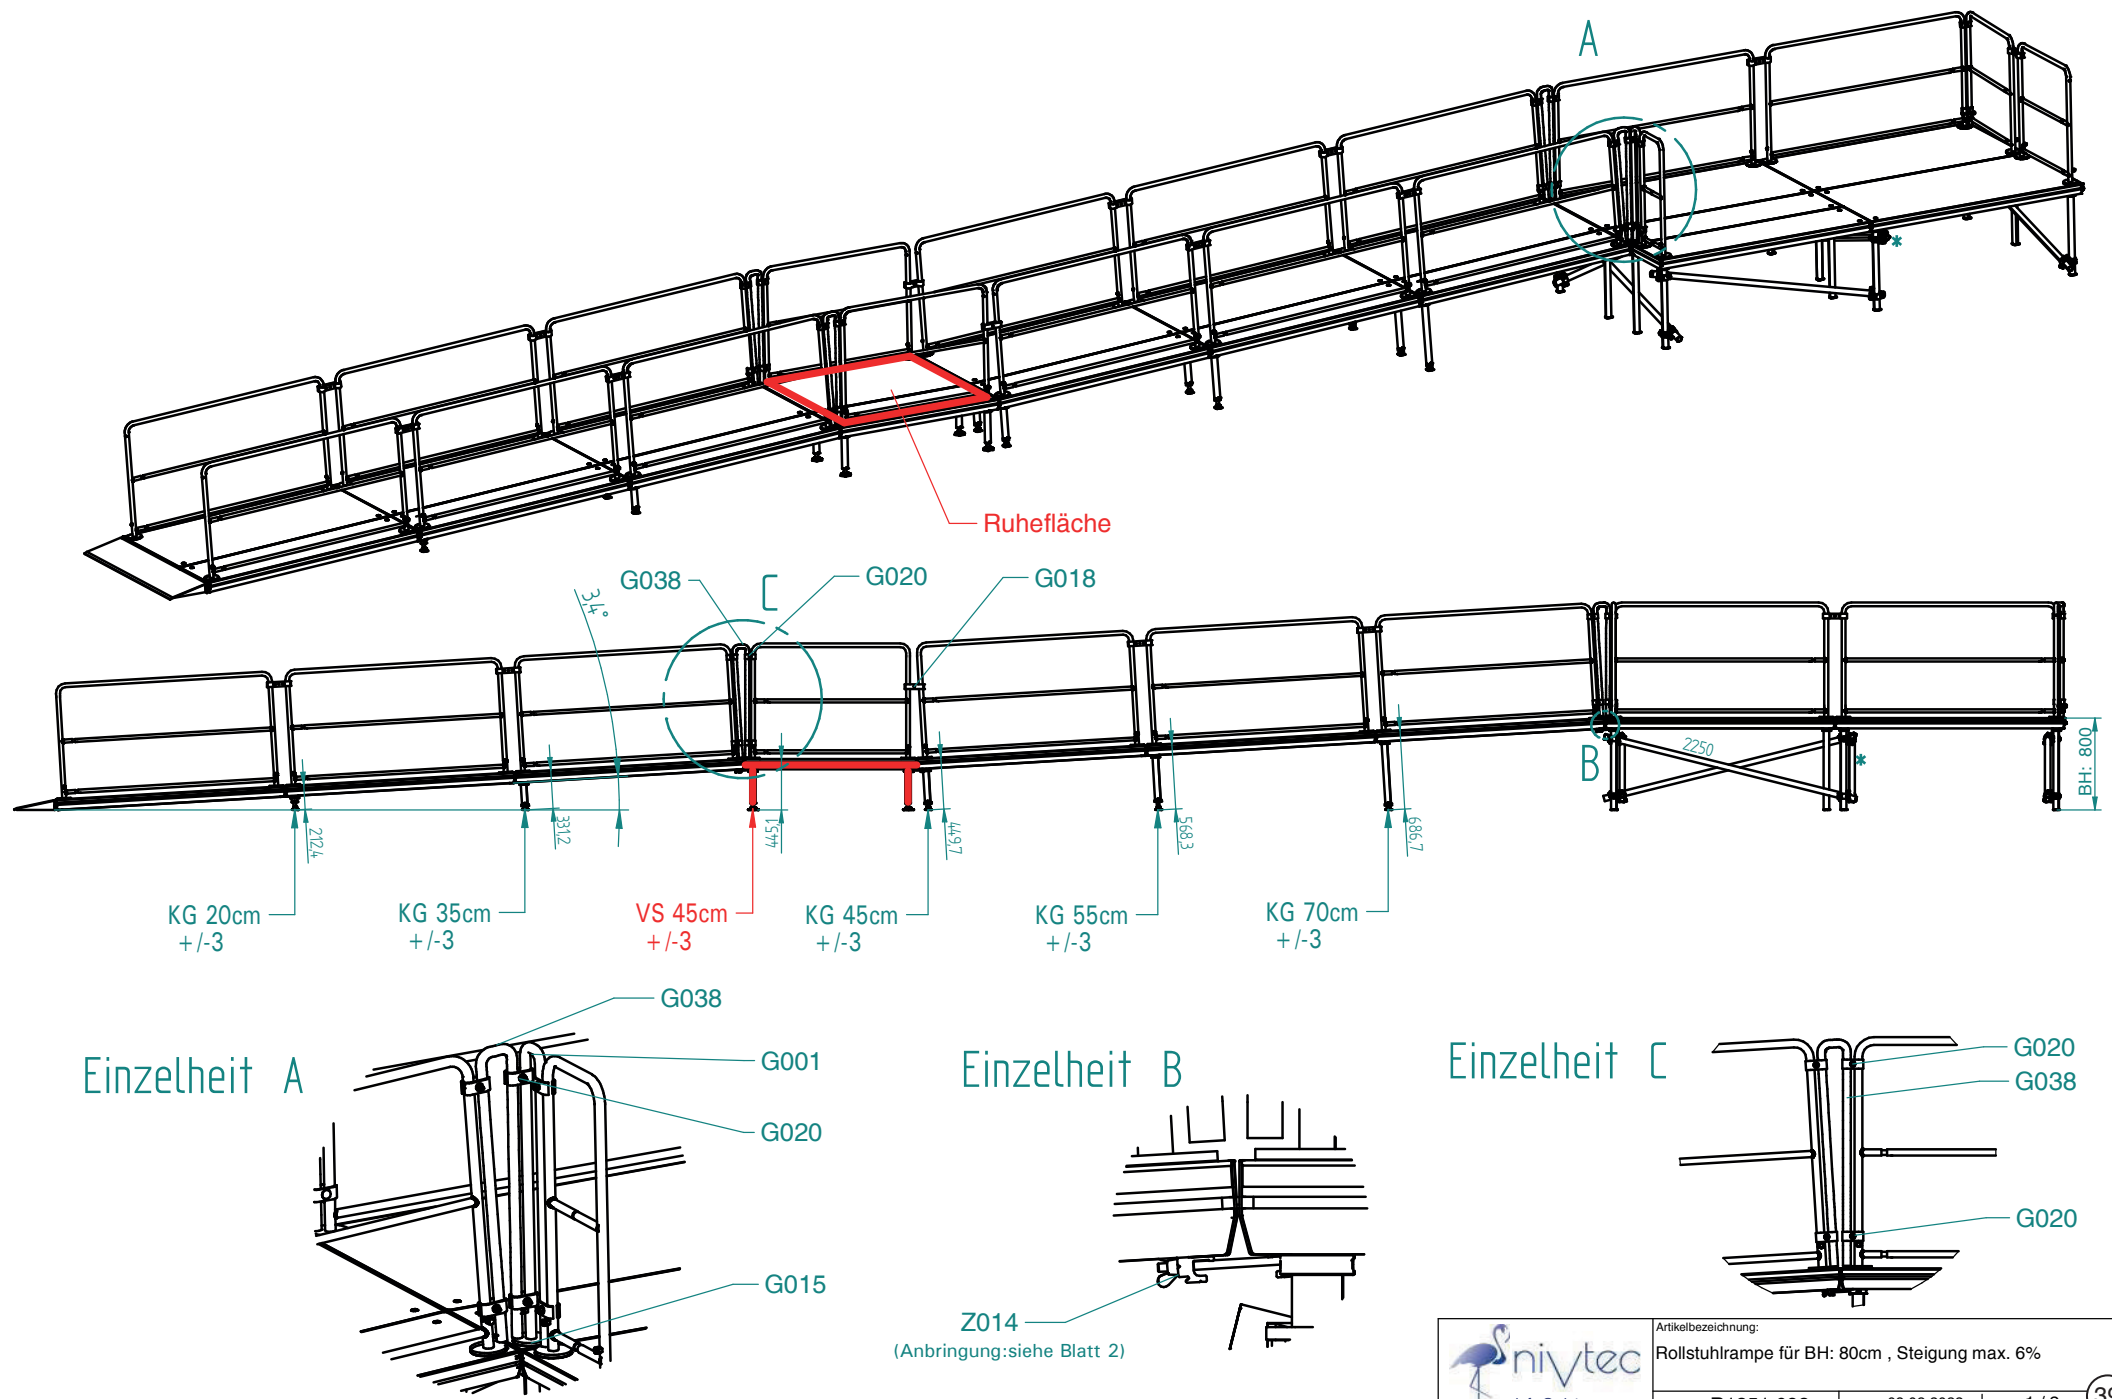 A
*
Ruhefläche
G038
C
G020
G018
3,4°
B
2250
*
BH: 800
212,4
331,2
445,1
449,7
568,3
686,7
KG 20cm
+/-3
KG 35cm
+/-3
VS 45cm
+/-3
KG 45cm
+/-3
KG 55cm
+/-3
KG 70cm
+/-3
Einzelheit A
G038
G001
G020
G015
Einzelheit B
Z014
(Anbringung:siehe Blatt 2)
Einzelheit C
G020
G038
G020
nivtec
Artikelbezeichnung:
Rollstuhlrampe für BH: 80cm , Steigung max. 6%